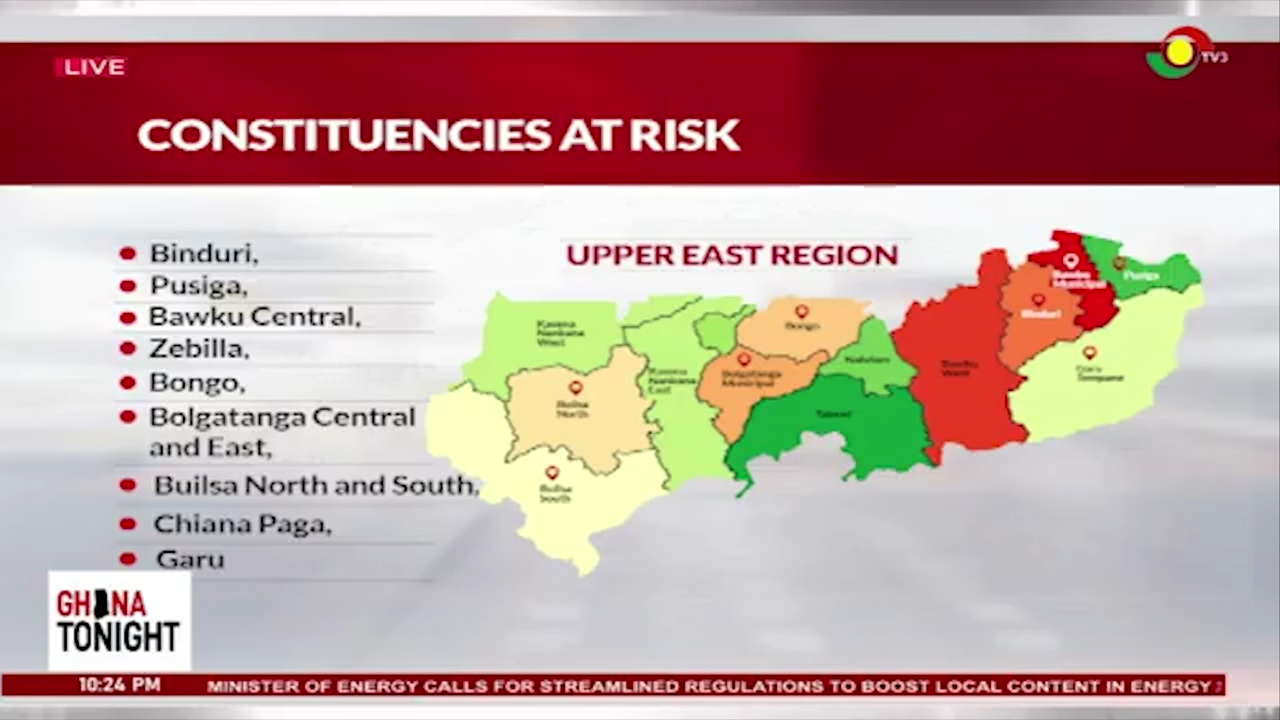 LIVE
TV3
CONSTITUENCIES AT RISK
Binduri,
Pusiga,
Bawku Central,
Zebilla,
Bongo,
Bolgatanga Central
and East,
Builsa North and South,
Chiana Paga,
Garu
UPPER EAST REGION
Kasena
Nankana
West
Builsa
North
Builsa
South
Kasena
Nankana
East
Bongo
Bolgatanga
Municipal
Nabdam
Talensi
Bawku
West
Bawku
Municipal
Pusiga
Binduri
Garu
Tempane
GHANA
TONIGHT
10:24 PM
MINISTER OF ENERGY CALLS FOR STREAMLINED REGULATIONS TO BOOST LOCAL CONTENT IN ENERGY